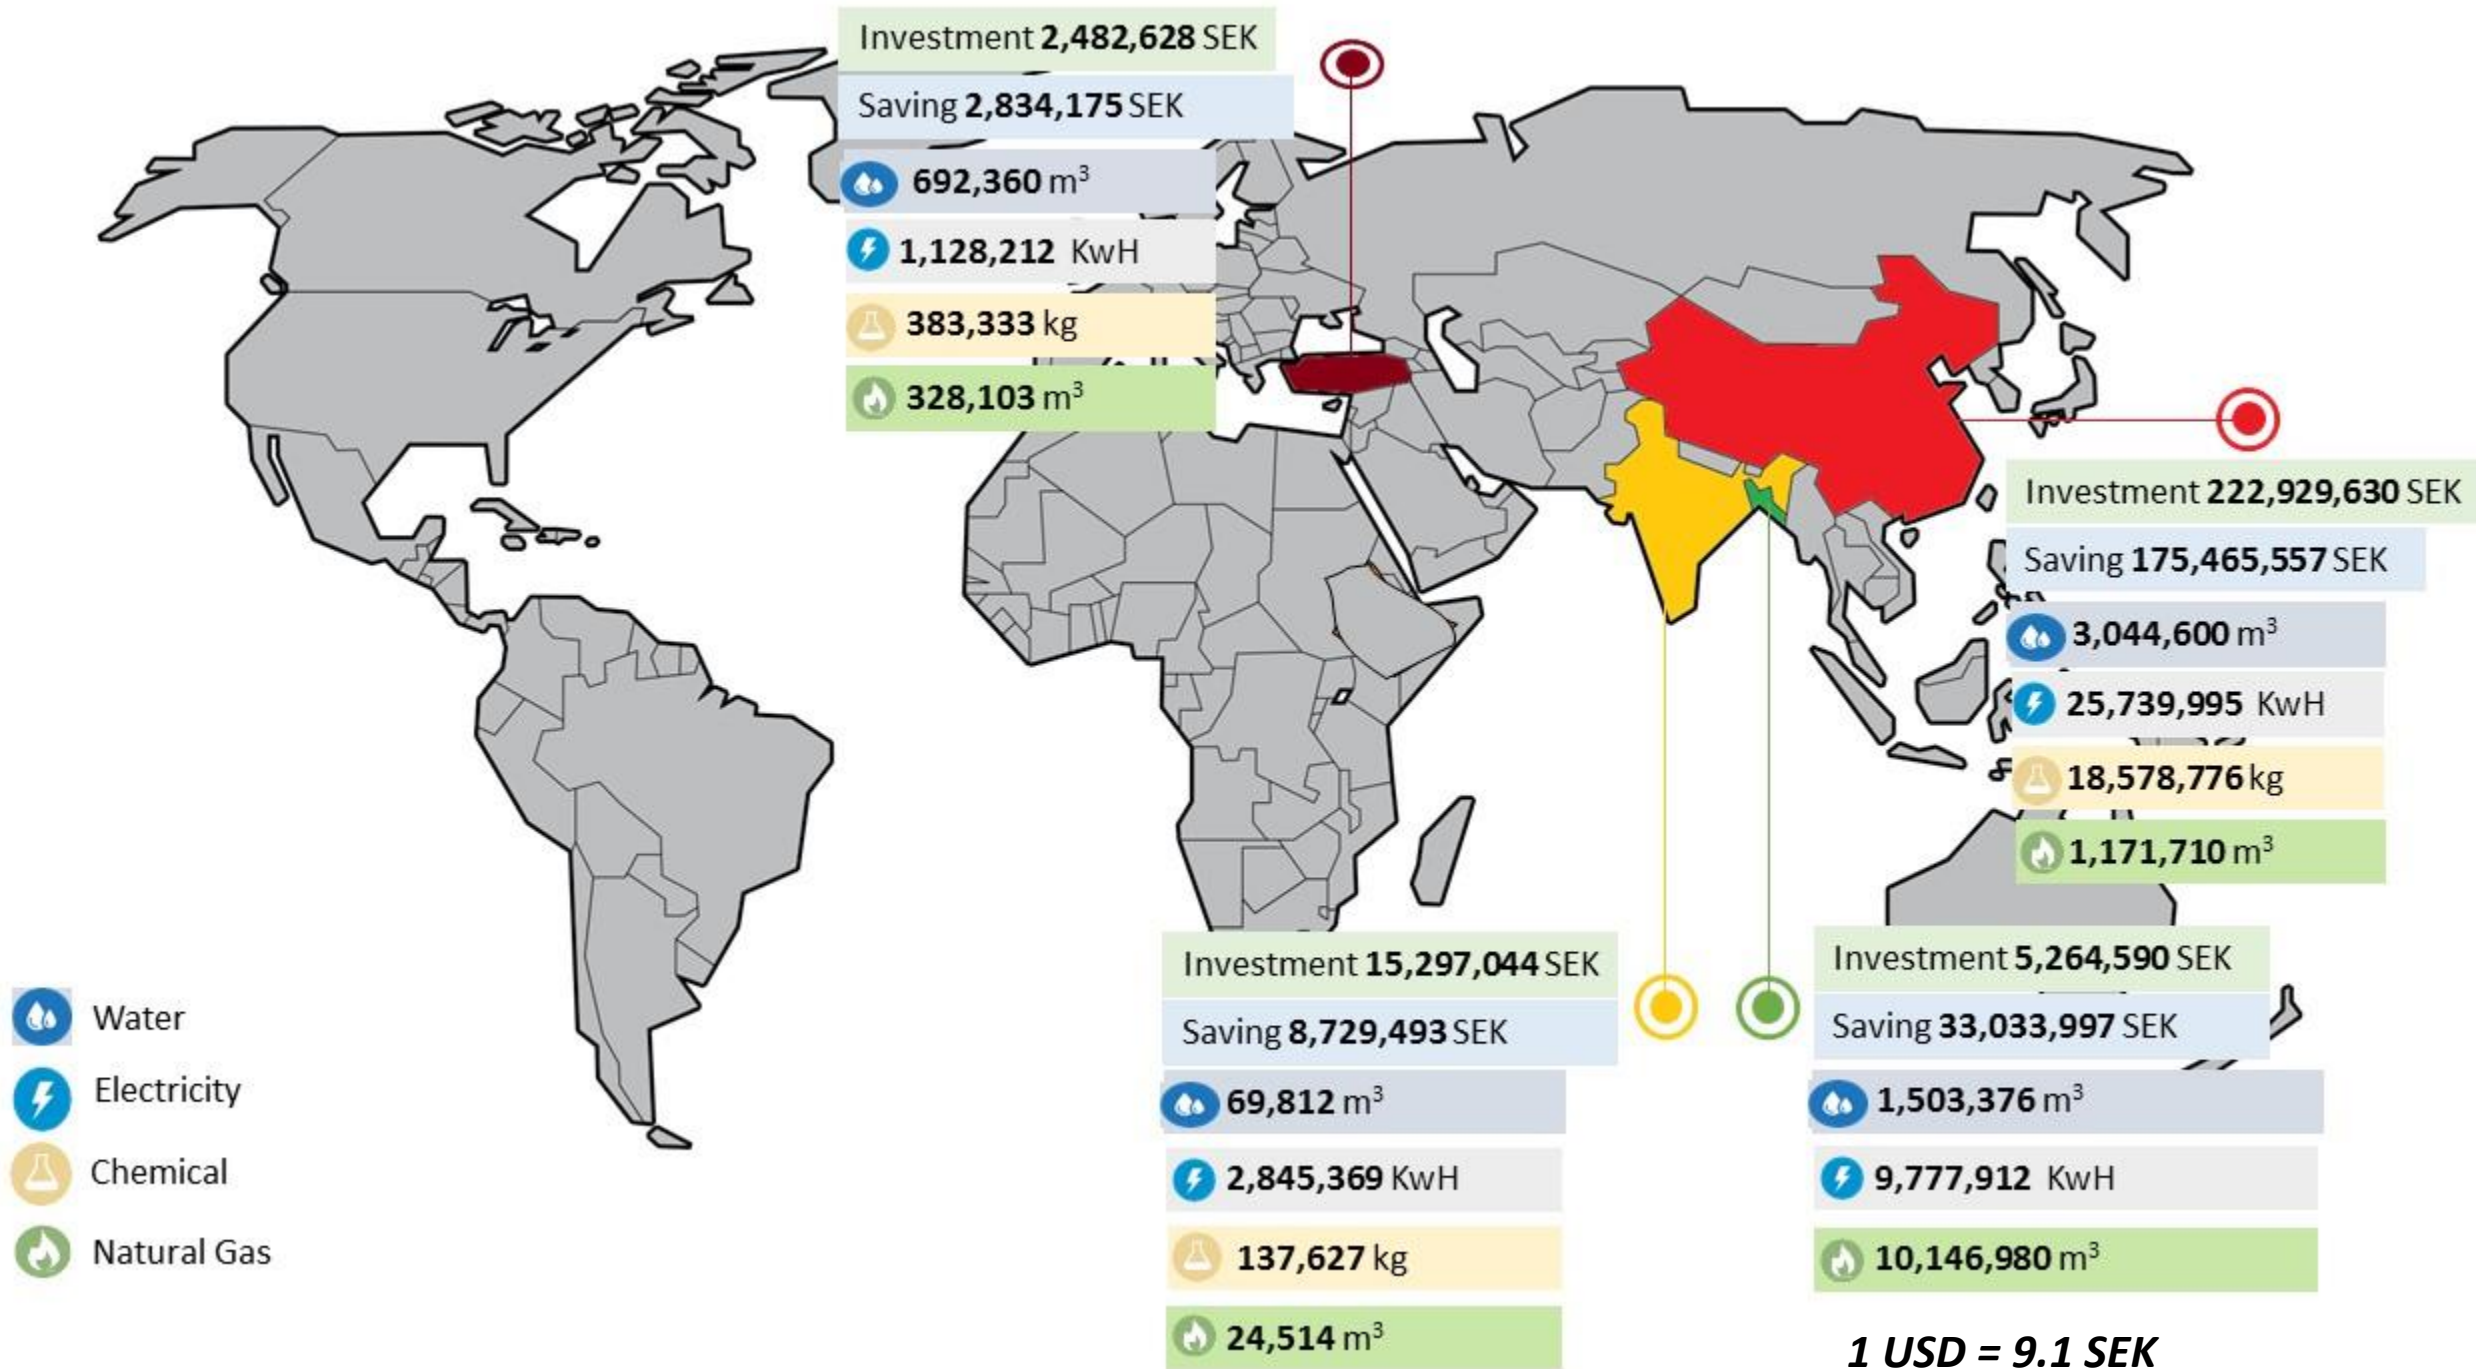 Investment 2,482,628 SEK
Saving 2,834,175 SEK
692,360 m³
1,128,212 KwH
383,333 kg
328,103 m³
Investment 222,929,630 SEK
Saving 175,465,557 SEK
3,044,600 m³
25,739,995 KwH
18,578,776 kg
1,171,710 m³
Investment 15,297,044 SEK
Saving 8,729,493 SEK
69,812 m³
2,845,369 KwH
137,627 kg
24,514 m³
Investment 5,264,590 SEK
Saving 33,033,997 SEK
1,503,376 m³
9,777,912 KwH
10,146,980 m³
Water
Electricity
Chemical
Natural Gas
1 USD = 9.1 SEK